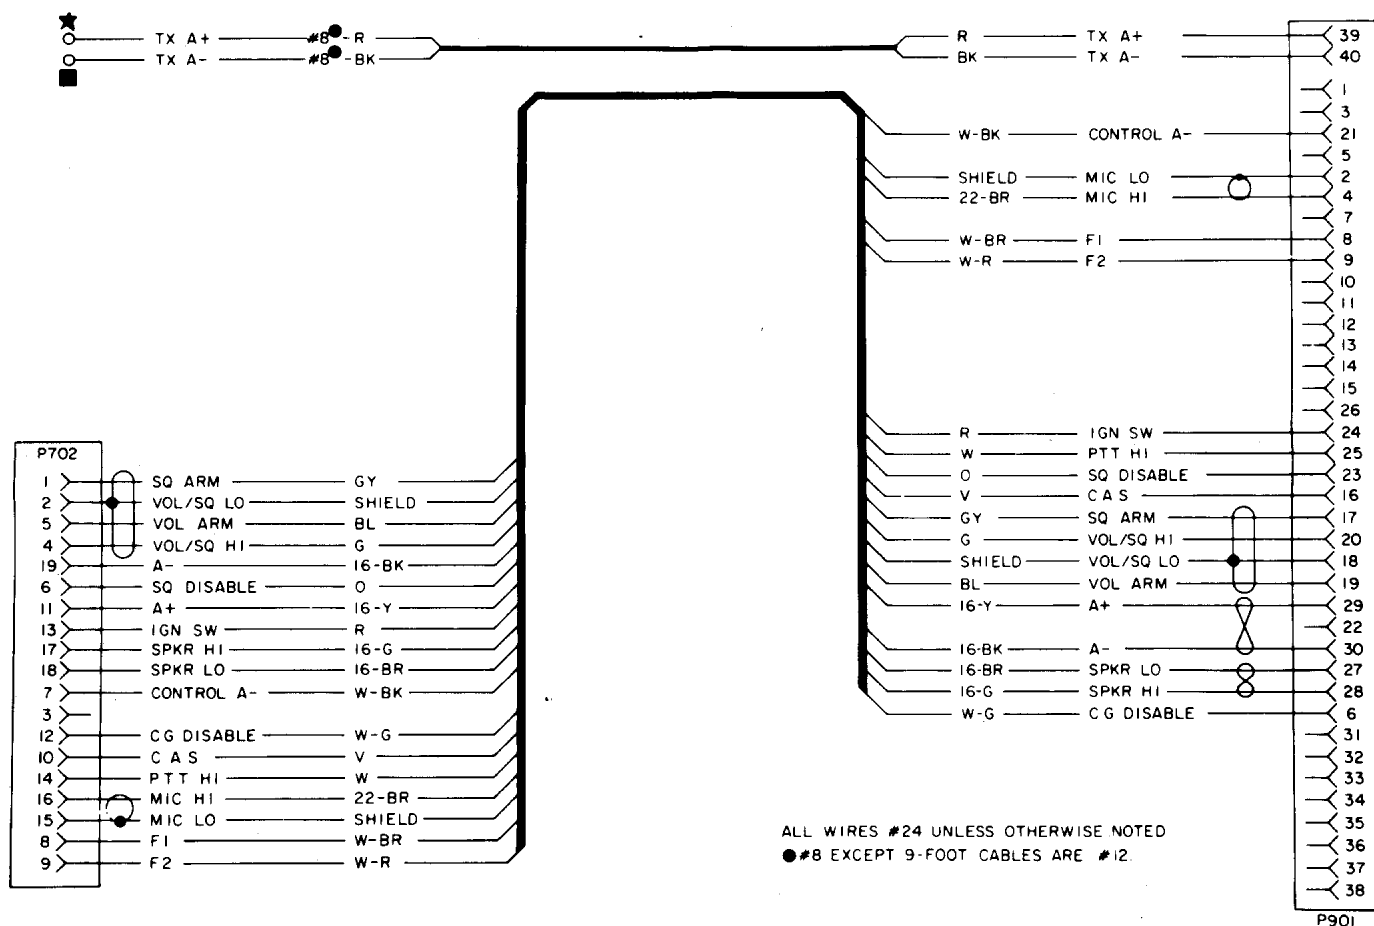 TX A+ #8 R R TX A+ 39
TX A- #8 BK BK TX A- 40
1
3
W-BK CONTROL A- 21
5
SHIELD MIC LO 2
22-BR MIC HI 4
7
W-BR F1 8
W-R F2 9
10
11
12
13
14
15
26
R IGN SW 24
W PTT HI 25
O SQ DISABLE 23
V CAS 16
GY SQ ARM 17
G VOL/SQ HI 20
SHIELD VOL/SQ LO 18
BL VOL ARM 19
16-Y A+ 29
22
16-BK A- 30
16-BR SPKR LO 27
16-G SPKR HI 28
W-G CG DISABLE 6
31
32
33
34
35
36
37
38
P901
P702
1 SQ ARM GY
2 VOL/SQ LO SHIELD
5 VOL ARM BL
4 VOL/SQ HI G
19 A- 16-BK
6 SQ DISABLE O
11 A+ 16-Y
13 IGN SW R
17 SPKR HI 16-G
18 SPKR LO 16-BR
7 CONTROL A- W-BK
3
12 CG DISABLE W-G
10 CAS V
14 PTT HI W
16 MIC HI 22-BR
15 MIC LO SHIELD
8 F1 W-BR
9 F2 W-R
ALL WIRES #24 UNLESS OTHERWISE NOTED
●#8 EXCEPT 9-FOOT CABLES ARE #12.